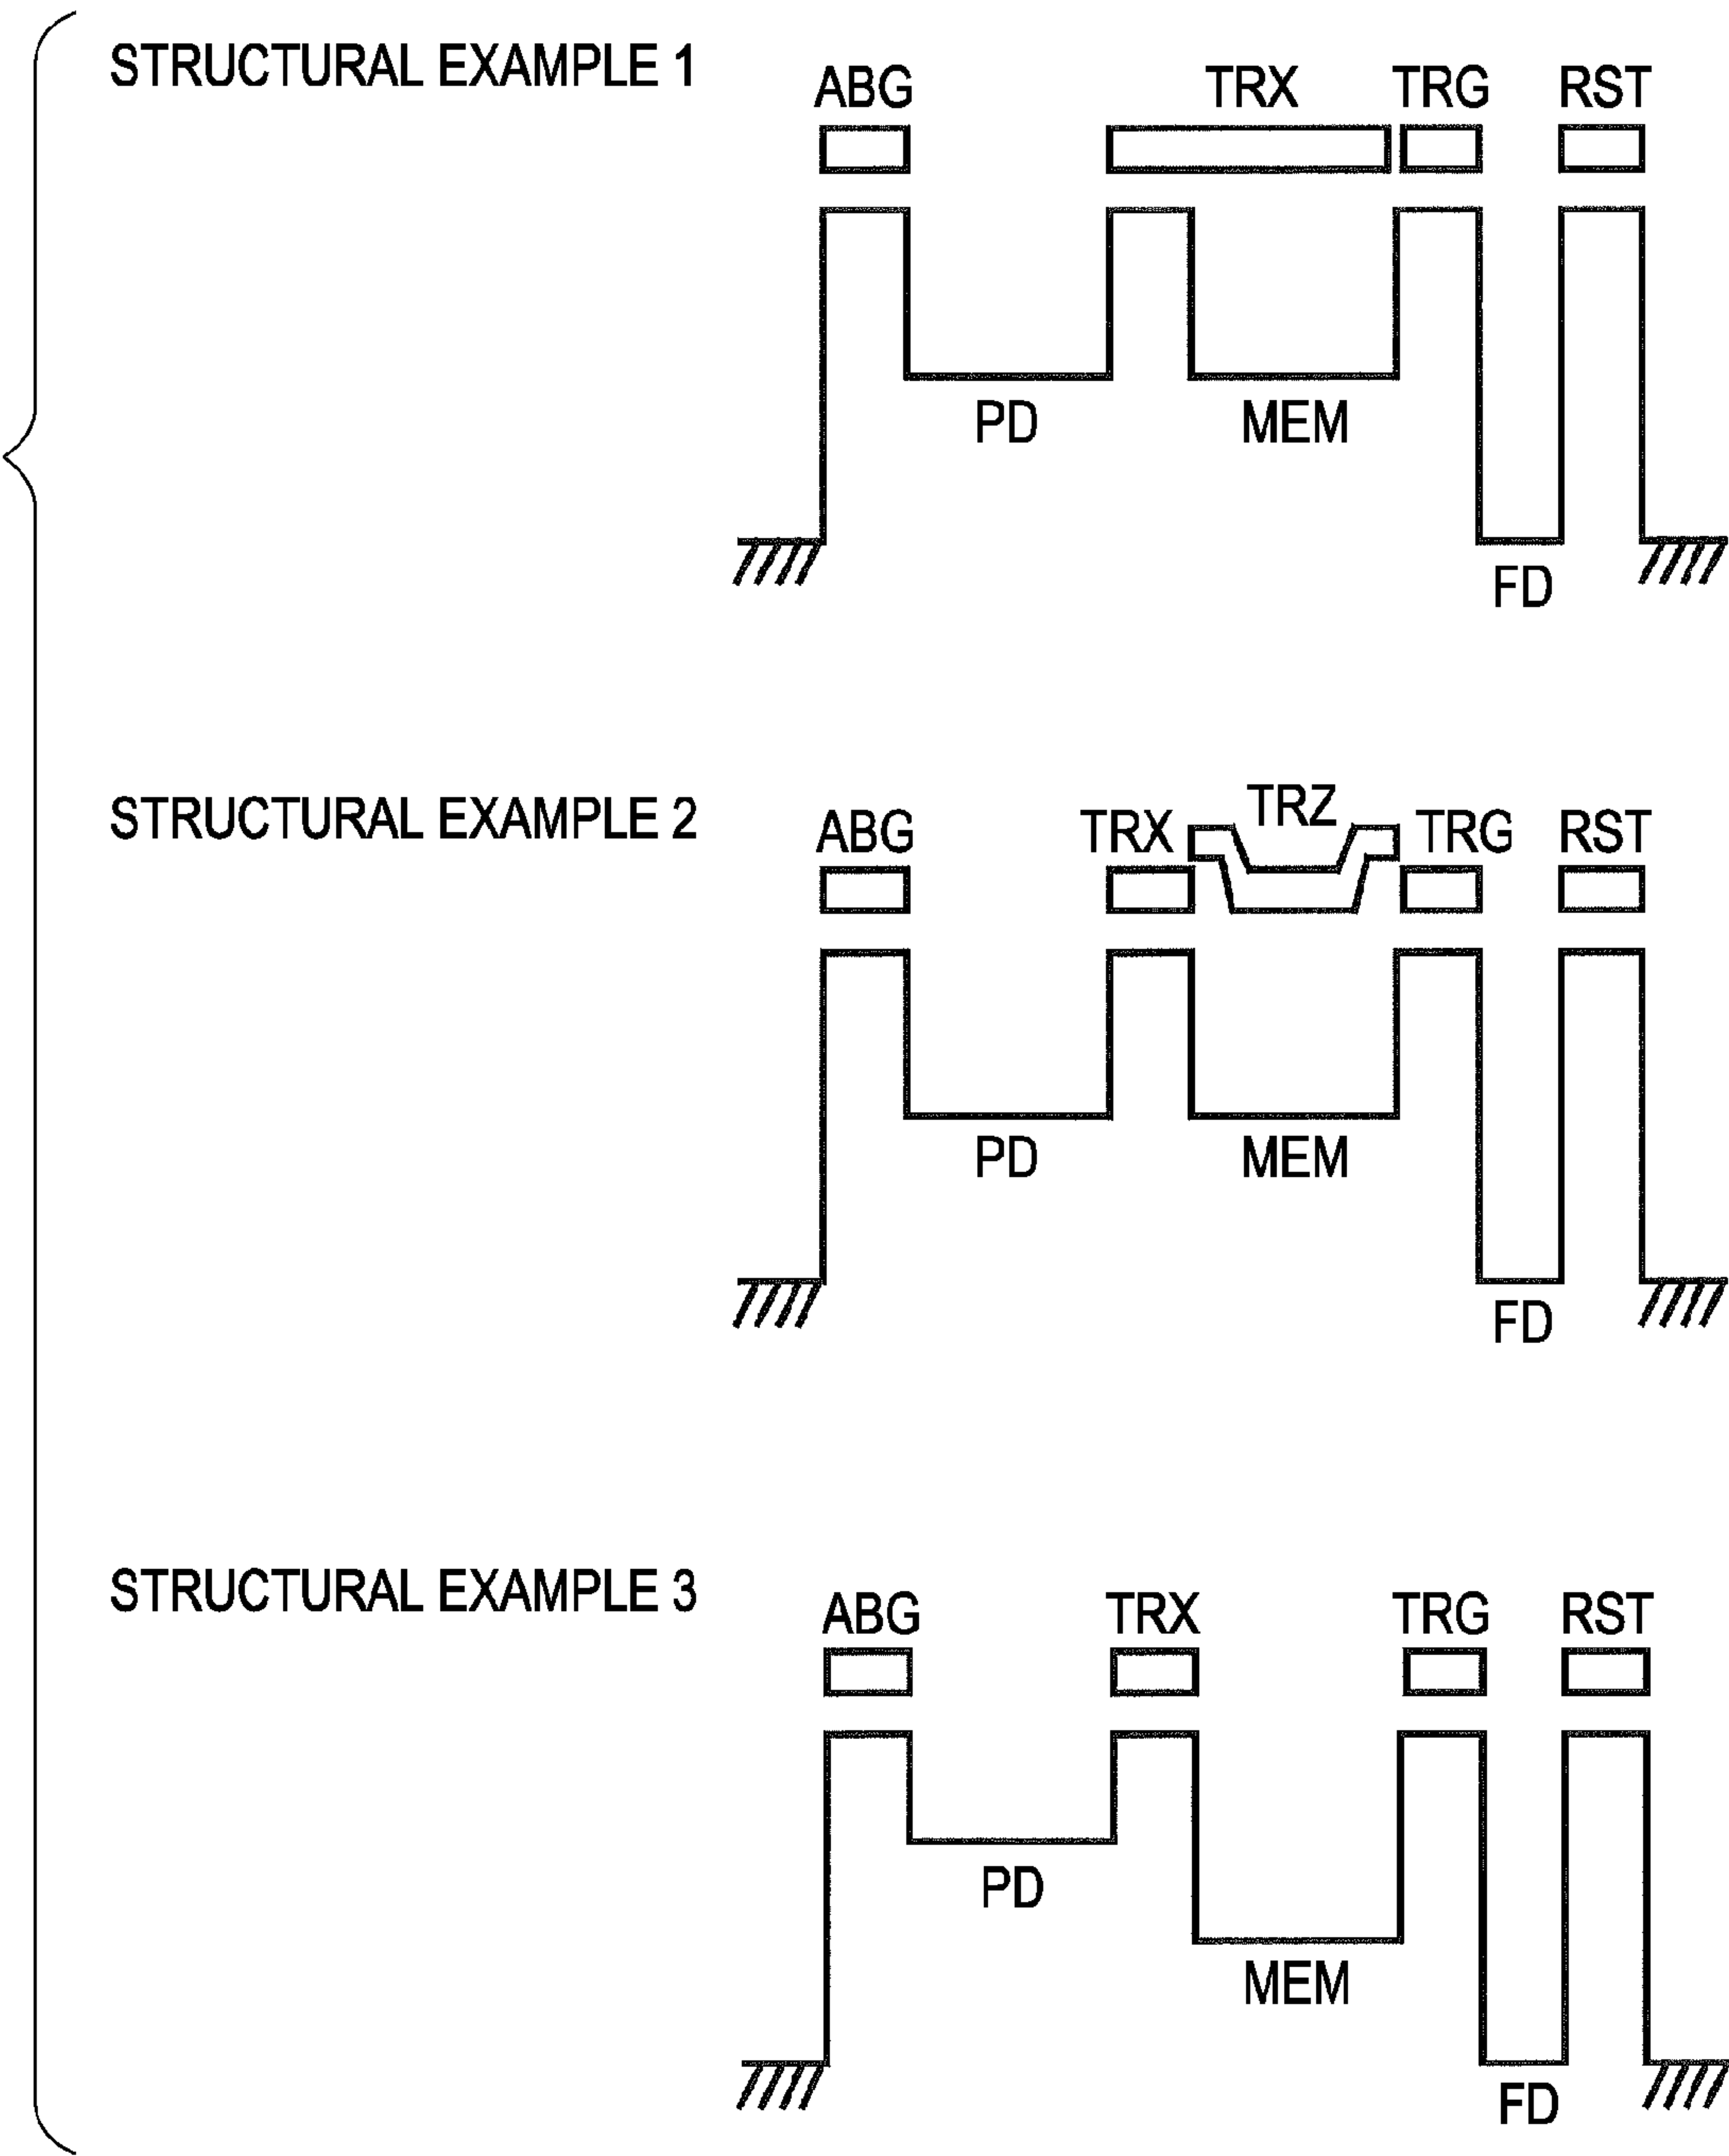 STRUCTURAL EXAMPLE 1
ABG TRX TRG RST
PD MEM
FD
STRUCTURAL EXAMPLE 2
TRZ
ABG TRX TRG RST
PD MEM
FD
STRUCTURAL EXAMPLE 3
ABG TRX TRG RST
PD
MEM
FD